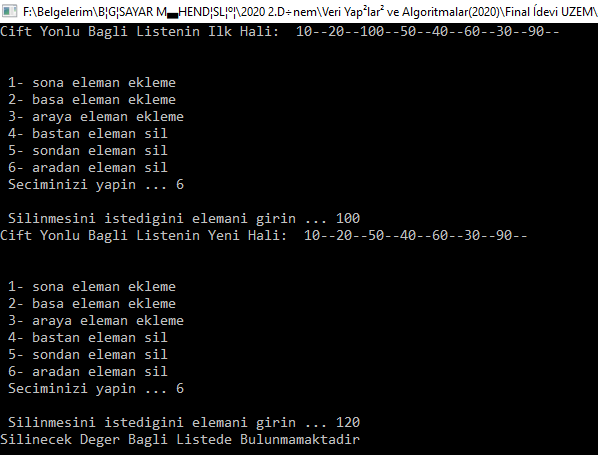 F:\Belgelerim\B¦G¦SAYAR M▄HEND¦SL¦º¦\2020 2.D÷nem\Veri Yap²lar² ve Algoritmalar(2020)\Final Ídevi UZEM\
Cift Yonlu Bagli Listenin Ilk Hali:  10--20--100--50--40--60--30--90--
1- sona eleman ekleme
2- basa eleman ekleme
3- araya eleman ekleme
4- bastan eleman sil
5- sondan eleman sil
6- aradan eleman sil
Seciminizi yapin ... 6
Silinmesini istedigini elemani girin ... 100
Cift Yonlu Bagli Listenin Yeni Hali:  10--20--50--40--60--30--90--
1- sona eleman ekleme
2- basa eleman ekleme
3- araya eleman ekleme
4- bastan eleman sil
5- sondan eleman sil
6- aradan eleman sil
Seciminizi yapin ... 6
Silinmesini istedigini elemani girin ... 120
Silinecek Deger Bagli Listede Bulunmamaktadir